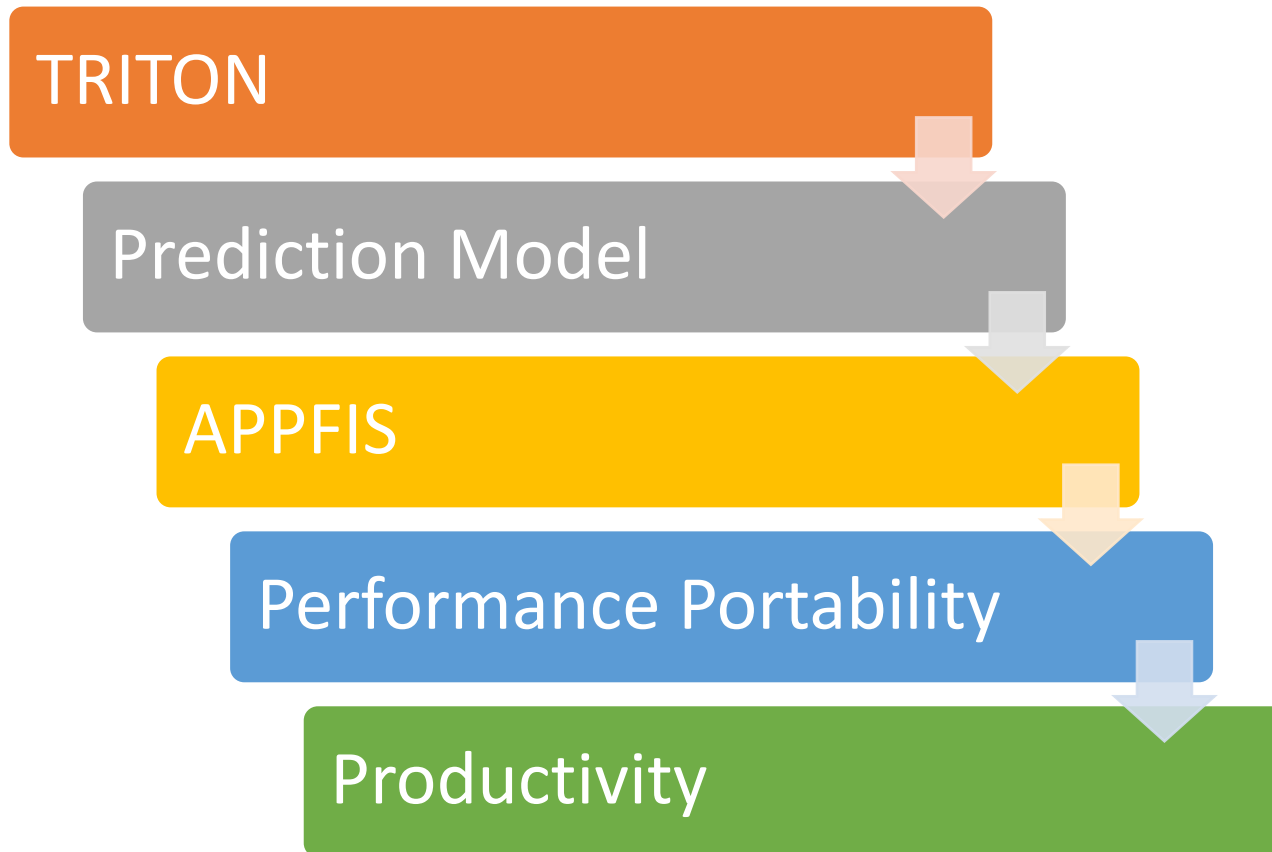 TRITON
Prediction Model
APPFIS
Performance Portability
Productivity